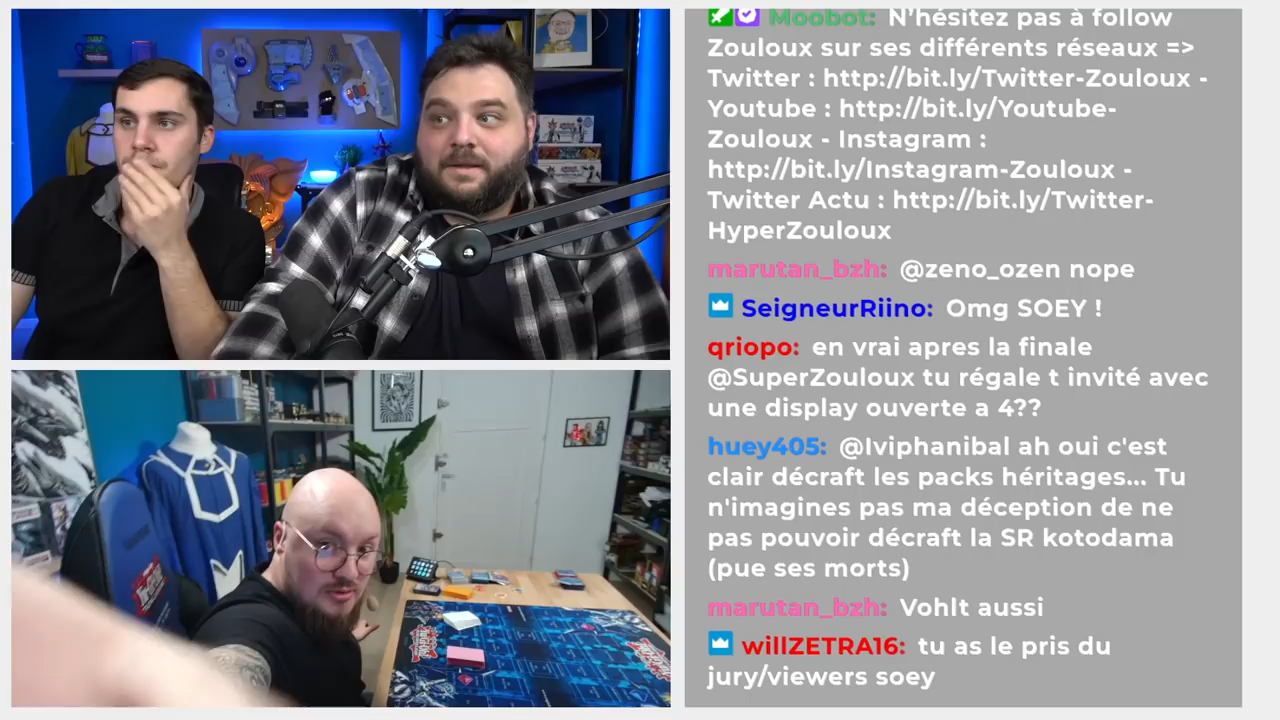 Moobot: N'hésitez pas à follow
Zouloux sur ses différents réseaux =>
Twitter : http://bit.ly/Twitter-Zouloux -
Youtube : http://bit.ly/Youtube-
Zouloux - Instagram :
http://bit.ly/Instagram-Zouloux -
Twitter Actu : http://bit.ly/Twitter-
HyperZouloux
marutan_bzh: @zeno_ozen nope
SeigneurRiino: Omg SOEY !
qriopo: en vrai apres la finale
@SuperZouloux tu régale t invité avec
une display ouverte a 4??
huey405: @Iviphanibal ah oui c'est
clair décraft les packs héritages... Tu
n'imagines pas ma déception de ne
pas pouvoir décraft la SR kotodama
(pue ses morts)
marutan_bzh: Vohlt aussi
willZETRA16: tu as le pris du
jury/viewers soey